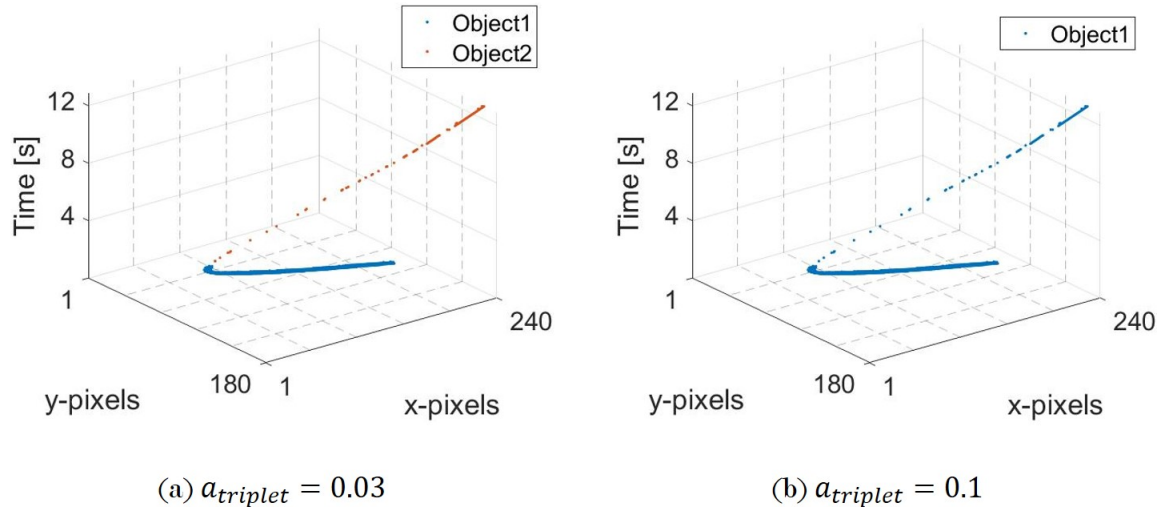 Object1
Object2
12
8
4
Time [s]
1
y-pixels
180
1
x-pixels
240
(a) a_triplet = 0.03
Object1
12
8
4
Time [s]
1
y-pixels
180
1
x-pixels
240
(b) a_triplet = 0.1